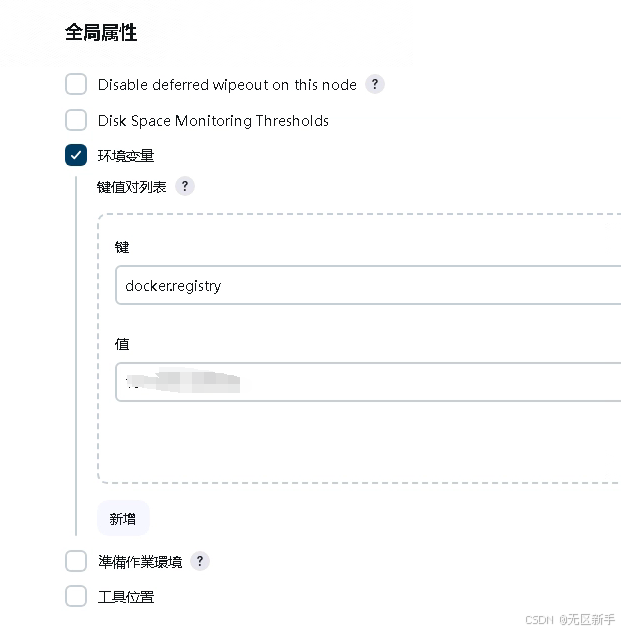 全局属性
Disable deferred wipeout on this node ?
Disk Space Monitoring Thresholds
环境变量
键值对列表 ?
键
docker.registry
值
新增
準備作業環境 ?
工具位置
CSDN @无区新手